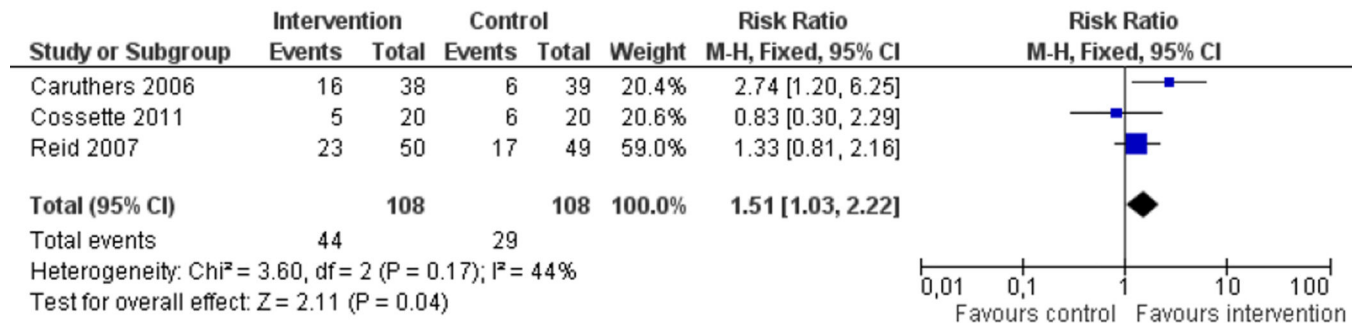 Intervention Control Risk Ratio Risk Ratio
Study or Subgroup Events Total Events Total Weight M-H, Fixed, 95% CI M-H, Fixed, 95% CI
Caruthers 2006 16 38 6 39 20.4% 2.74 [1.20, 6.25]
Cossette 2011 5 20 6 20 20.6% 0.83 [0.30, 2.29]
Reid 2007 23 50 17 49 59.0% 1.33 [0.81, 2.16]
Total (95% CI) 108 108 100.0% 1.51 [1.03, 2.22]
Total events 44 29
Heterogeneity: Chi² = 3.60, df = 2 (P = 0.17); I² = 44%
Test for overall effect: Z = 2.11 (P = 0.04)
0,01 0,1 1 10 100
Favours control Favours intervention